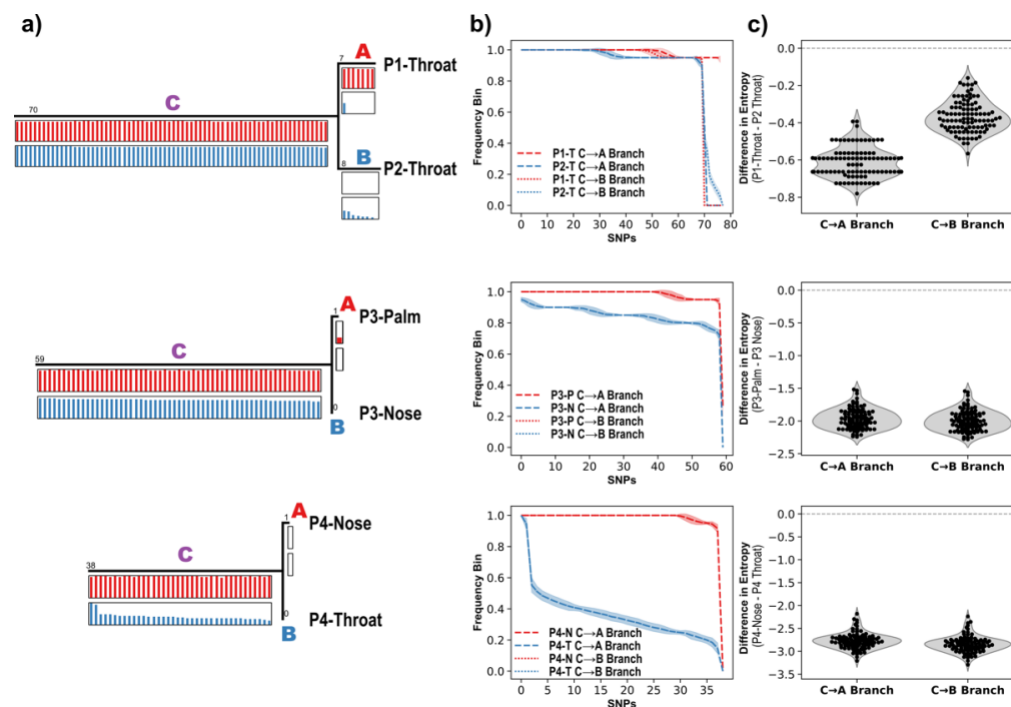 a)
b)
c)
A
7
P1-Throat
C
70
B
8
P2-Throat
1.0
0.8
0.6
0.4
0.2
0.0
Frequency Bin
P1-T C→A Branch
P2-T C→A Branch
P1-T C→B Branch
P2-T C→B Branch
0 10 20 30 40 50 60 70 80
SNPs
0.0
−0.2
−0.4
−0.6
−0.8
Difference in Entropy
(P1-Throat - P2 Throat)
C→A Branch C→B Branch
A
1
P3-Palm
C
59
P3-Nose
0
B
1.0
0.8
0.6
0.4
0.2
0.0
Frequency Bin
P3-P C→A Branch
P3-N C→A Branch
P3-P C→B Branch
P3-N C→B Branch
0 10 20 30 40 50 60
SNPs
0.0
−0.5
−1.0
−1.5
−2.0
−2.5
Difference in Entropy
(P3-Palm - P3 Nose)
C→A Branch C→B Branch
A
1
P4-Nose
C
38
P4-Throat
0
B
1.0
0.8
0.6
0.4
0.2
0.0
Frequency Bin
P4-N C→A Branch
P4-T C→A Branch
P4-N C→B Branch
P4-T C→B Branch
0 5 10 15 20 25 30 35
SNPs
0.0
−0.5
−1.0
−1.5
−2.0
−2.5
−3.0
−3.5
Difference in Entropy
(P4-Nose - P4 Throat)
C→A Branch C→B Branch